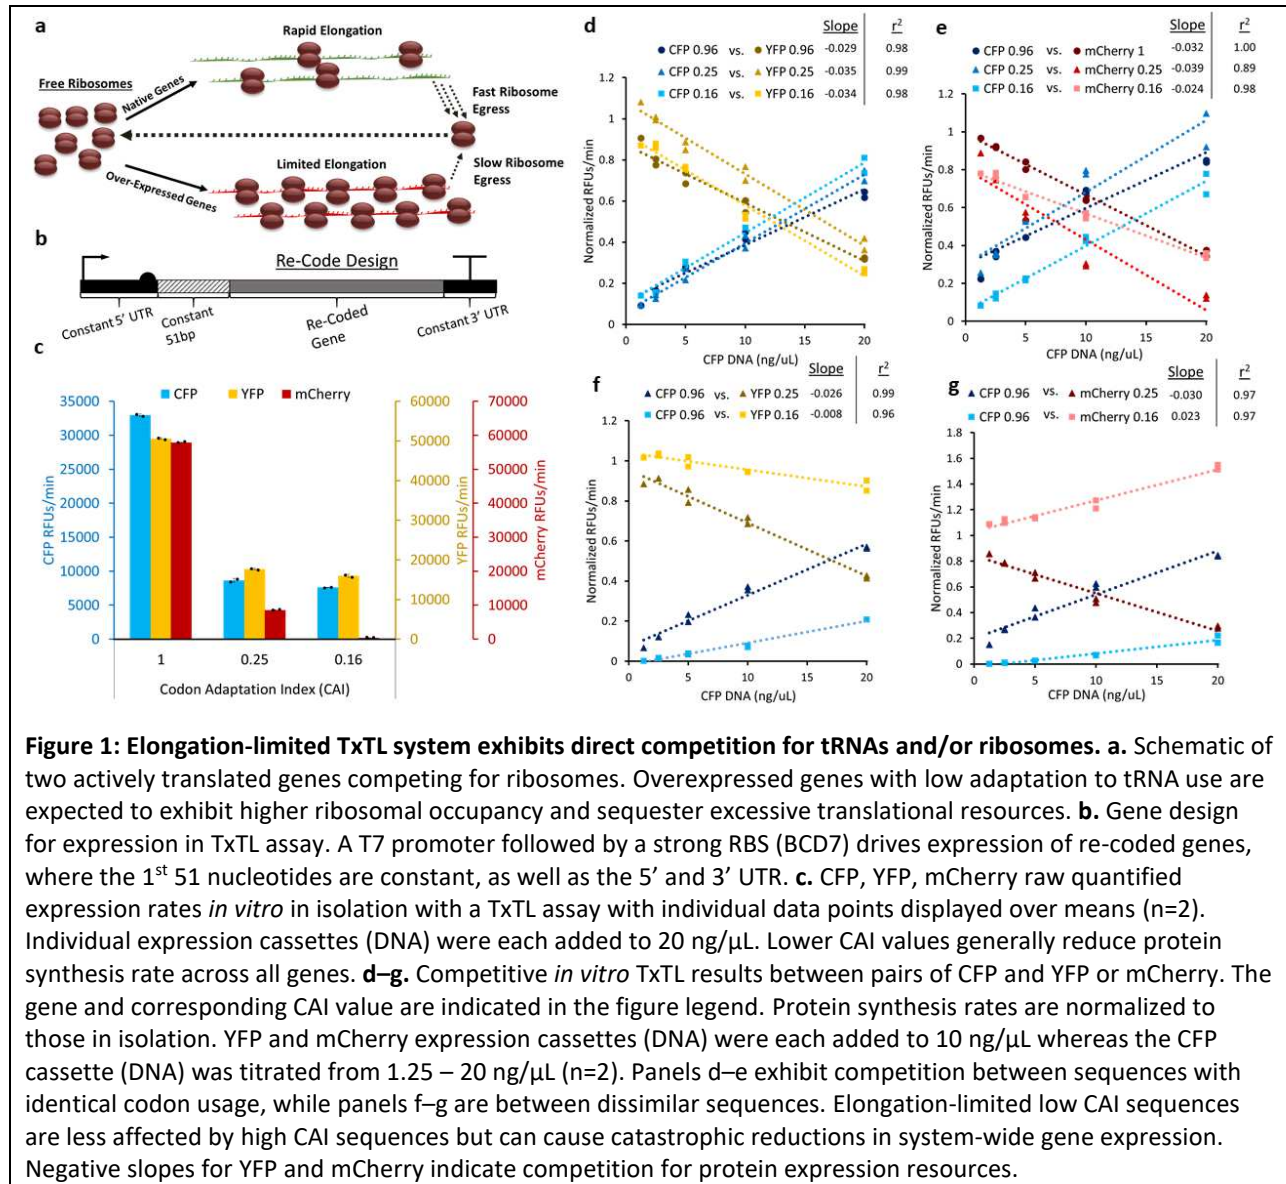 a
Rapid Elongation
Free Ribosomes
Native Genes
Fast Ribosome
Egress
Over-Expressed Genes
Limited Elongation
Slow Ribosome
Egress
b
Re-Code Design
Constant 5' UTR
Constant
51bp
Re-Coded
Gene
Constant 3' UTR
c
CFP YFP mCherry
35000
30000
25000
20000
15000
10000
5000
0
CFP RFUs/min
60000
50000
40000
30000
20000
10000
0
YFP RFUs/min
70000
60000
50000
40000
30000
20000
10000
0
mCherry RFUs/min
1 0.25 0.16
Codon Adaptation Index (CAI)
d
Slope r²
CFP 0.96 vs. YFP 0.96 -0.029 0.98
CFP 0.25 vs. YFP 0.25 -0.035 0.99
CFP 0.16 vs. YFP 0.16 -0.034 0.98
1.2
1
0.8
0.6
0.4
0.2
0
Normalized RFUs/min
0 5 10 15 20
CFP DNA (ng/uL)
e
Slope r²
CFP 0.96 vs. mCherry 1 -0.032 1.00
CFP 0.25 vs. mCherry 0.25 -0.039 0.89
CFP 0.16 vs. mCherry 0.16 -0.024 0.98
1.2
1
0.8
0.6
0.4
0.2
0
Normalized RFUs/min
0 5 10 15 20
CFP DNA (ng/uL)
f
Slope r²
CFP 0.96 vs. YFP 0.25 -0.026 0.99
CFP 0.96 vs. YFP 0.16 -0.008 0.96
1.2
1
0.8
0.6
0.4
0.2
0
Normalized RFUs/min
0 5 10 15 20
CFP DNA (ng/uL)
g
Slope r²
CFP 0.96 vs. mCherry 0.25 -0.030 0.97
CFP 0.96 vs. mCherry 0.16 0.023 0.97
1.8
1.6
1.4
1.2
1
0.8
0.6
0.4
0.2
0
Normalized RFUs/min
0 5 10 15 20
CFP DNA (ng/uL)
Figure 1: Elongation-limited TxTL system exhibits direct competition for tRNAs and/or ribosomes. a. Schematic of
two actively translated genes competing for ribosomes. Overexpressed genes with low adaptation to tRNA use are
expected to exhibit higher ribosomal occupancy and sequester excessive translational resources. b. Gene design
for expression in TxTL assay. A T7 promoter followed by a strong RBS (BCD7) drives expression of re-coded genes,
where the 1st 51 nucleotides are constant, as well as the 5' and 3' UTR. c. CFP, YFP, mCherry raw quantified
expression rates in vitro in isolation with a TxTL assay with individual data points displayed over means (n=2).
Individual expression cassettes (DNA) were each added to 20 ng/µL. Lower CAI values generally reduce protein
synthesis rate across all genes. d–g. Competitive in vitro TxTL results between pairs of CFP and YFP or mCherry. The
gene and corresponding CAI value are indicated in the figure legend. Protein synthesis rates are normalized to
those in isolation. YFP and mCherry expression cassettes (DNA) were each added to 10 ng/µL whereas the CFP
cassette (DNA) was titrated from 1.25 – 20 ng/µL (n=2). Panels d–e exhibit competition between sequences with
identical codon usage, while panels f–g are between dissimilar sequences. Elongation-limited low CAI sequences
are less affected by high CAI sequences but can cause catastrophic reductions in system-wide gene expression.
Negative slopes for YFP and mCherry indicate competition for protein expression resources.